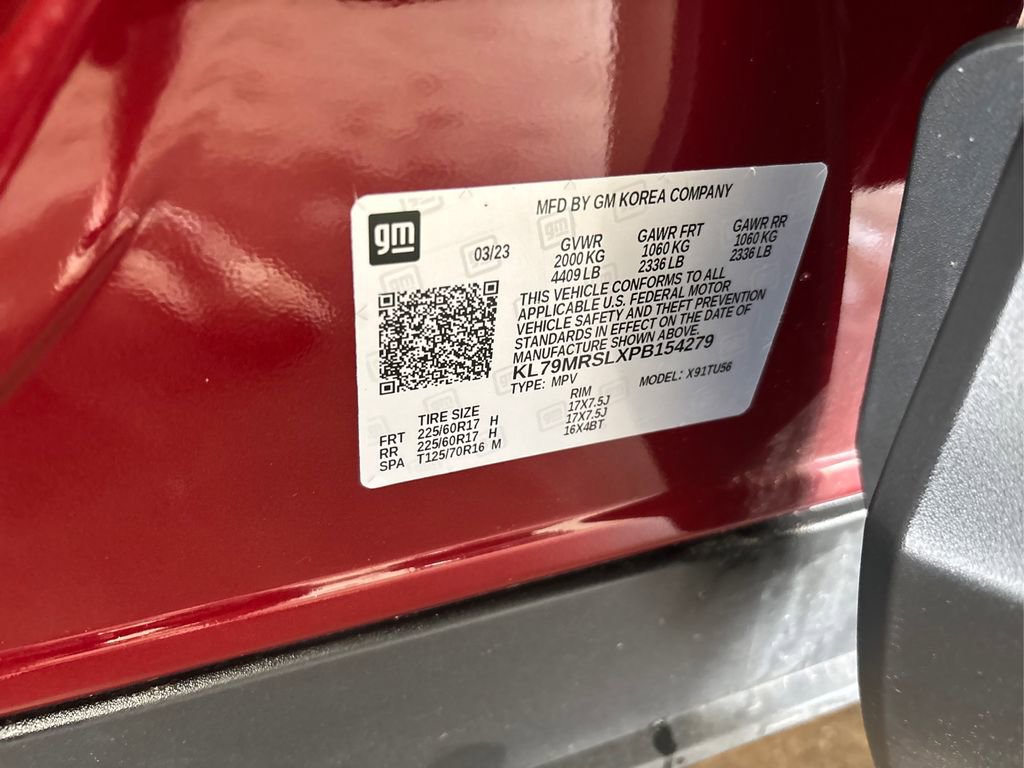 gm
MFD BY GM KOREA COMPANY
03/23
GVWR GAWR FRT GAWR RR
2000 KG 1060 KG 1060 KG
4409 LB 2336 LB 2336 LB
THIS VEHICLE CONFORMS TO ALL
APPLICABLE U.S. FEDERAL MOTOR
VEHICLE SAFETY AND THEFT PREVENTION
STANDARDS IN EFFECT ON THE DATE OF
MANUFACTURE SHOWN ABOVE.
KL79MRSLXPB154279
TYPE: MPV MODEL: X91TU56
TIRE SIZE RIM
FRT 225/60R17 H 17X7.5J
RR 225/60R17 H 17X7.5J
SPA T125/70R16 M 16X4BT